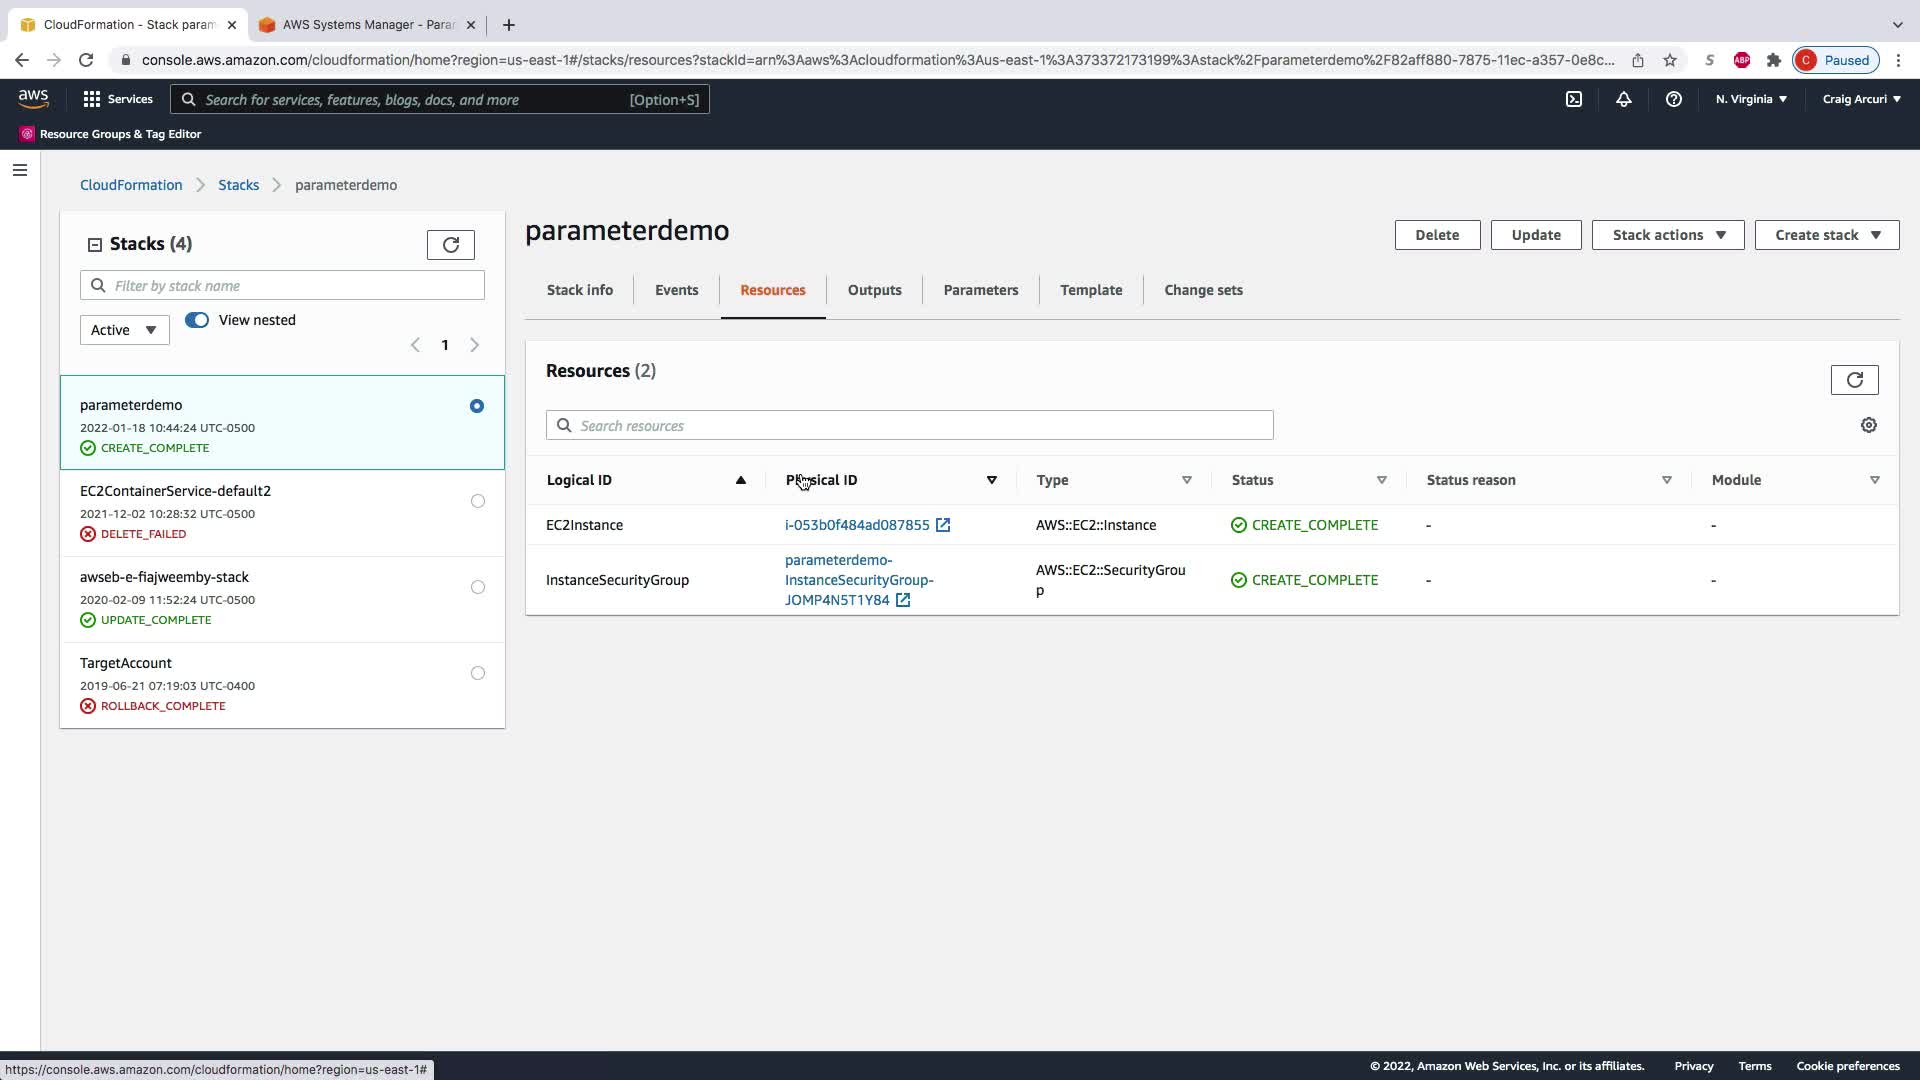 CloudFormation - Stack param
AWS Systems Manager - Para
console.aws.amazon.com/cloudformation/home?region=us-east-1#/stacks/resources?stackId=arn%3Aaws%3Acloudformation%3Aus-east-1%3A373372173199%3Astack%2Fparameterdemo%2F82aff880-7875-11ec-a357-0e8c...
S
ABP
C
Paused
aws
Services
Search for services, features, blogs, docs, and more
[Option+S]
N. Virginia
Craig Arcuri
Resource Groups & Tag Editor
CloudFormation
Stacks
parameterdemo
Stacks (4)
Filter by stack name
Active
View nested
1
parameterdemo
2022-01-18 10:44:24 UTC-0500
CREATE_COMPLETE
EC2ContainerService-default2
2021-12-02 10:28:32 UTC-0500
DELETE_FAILED
awseb-e-fiajweemby-stack
2020-02-09 11:52:24 UTC-0500
UPDATE_COMPLETE
TargetAccount
2019-06-21 07:19:03 UTC-0400
ROLLBACK_COMPLETE
parameterdemo
Delete
Update
Stack actions
Create stack
Stack info
Events
Resources
Outputs
Parameters
Template
Change sets
Resources (2)
Search resources
Logical ID
Physical ID
Type
Status
Status reason
Module
EC2Instance
i-053b0f484ad087855
AWS::EC2::Instance
CREATE_COMPLETE
-
-
InstanceSecurityGroup
parameterdemo-
InstanceSecurityGroup-
JOMP4N5T1Y84
AWS::EC2::SecurityGrou
p
CREATE_COMPLETE
-
-
https://console.aws.amazon.com/cloudformation/home?region=us-east-1#
© 2022, Amazon Web Services, Inc. or its affiliates.
Privacy
Terms
Cookie preferences